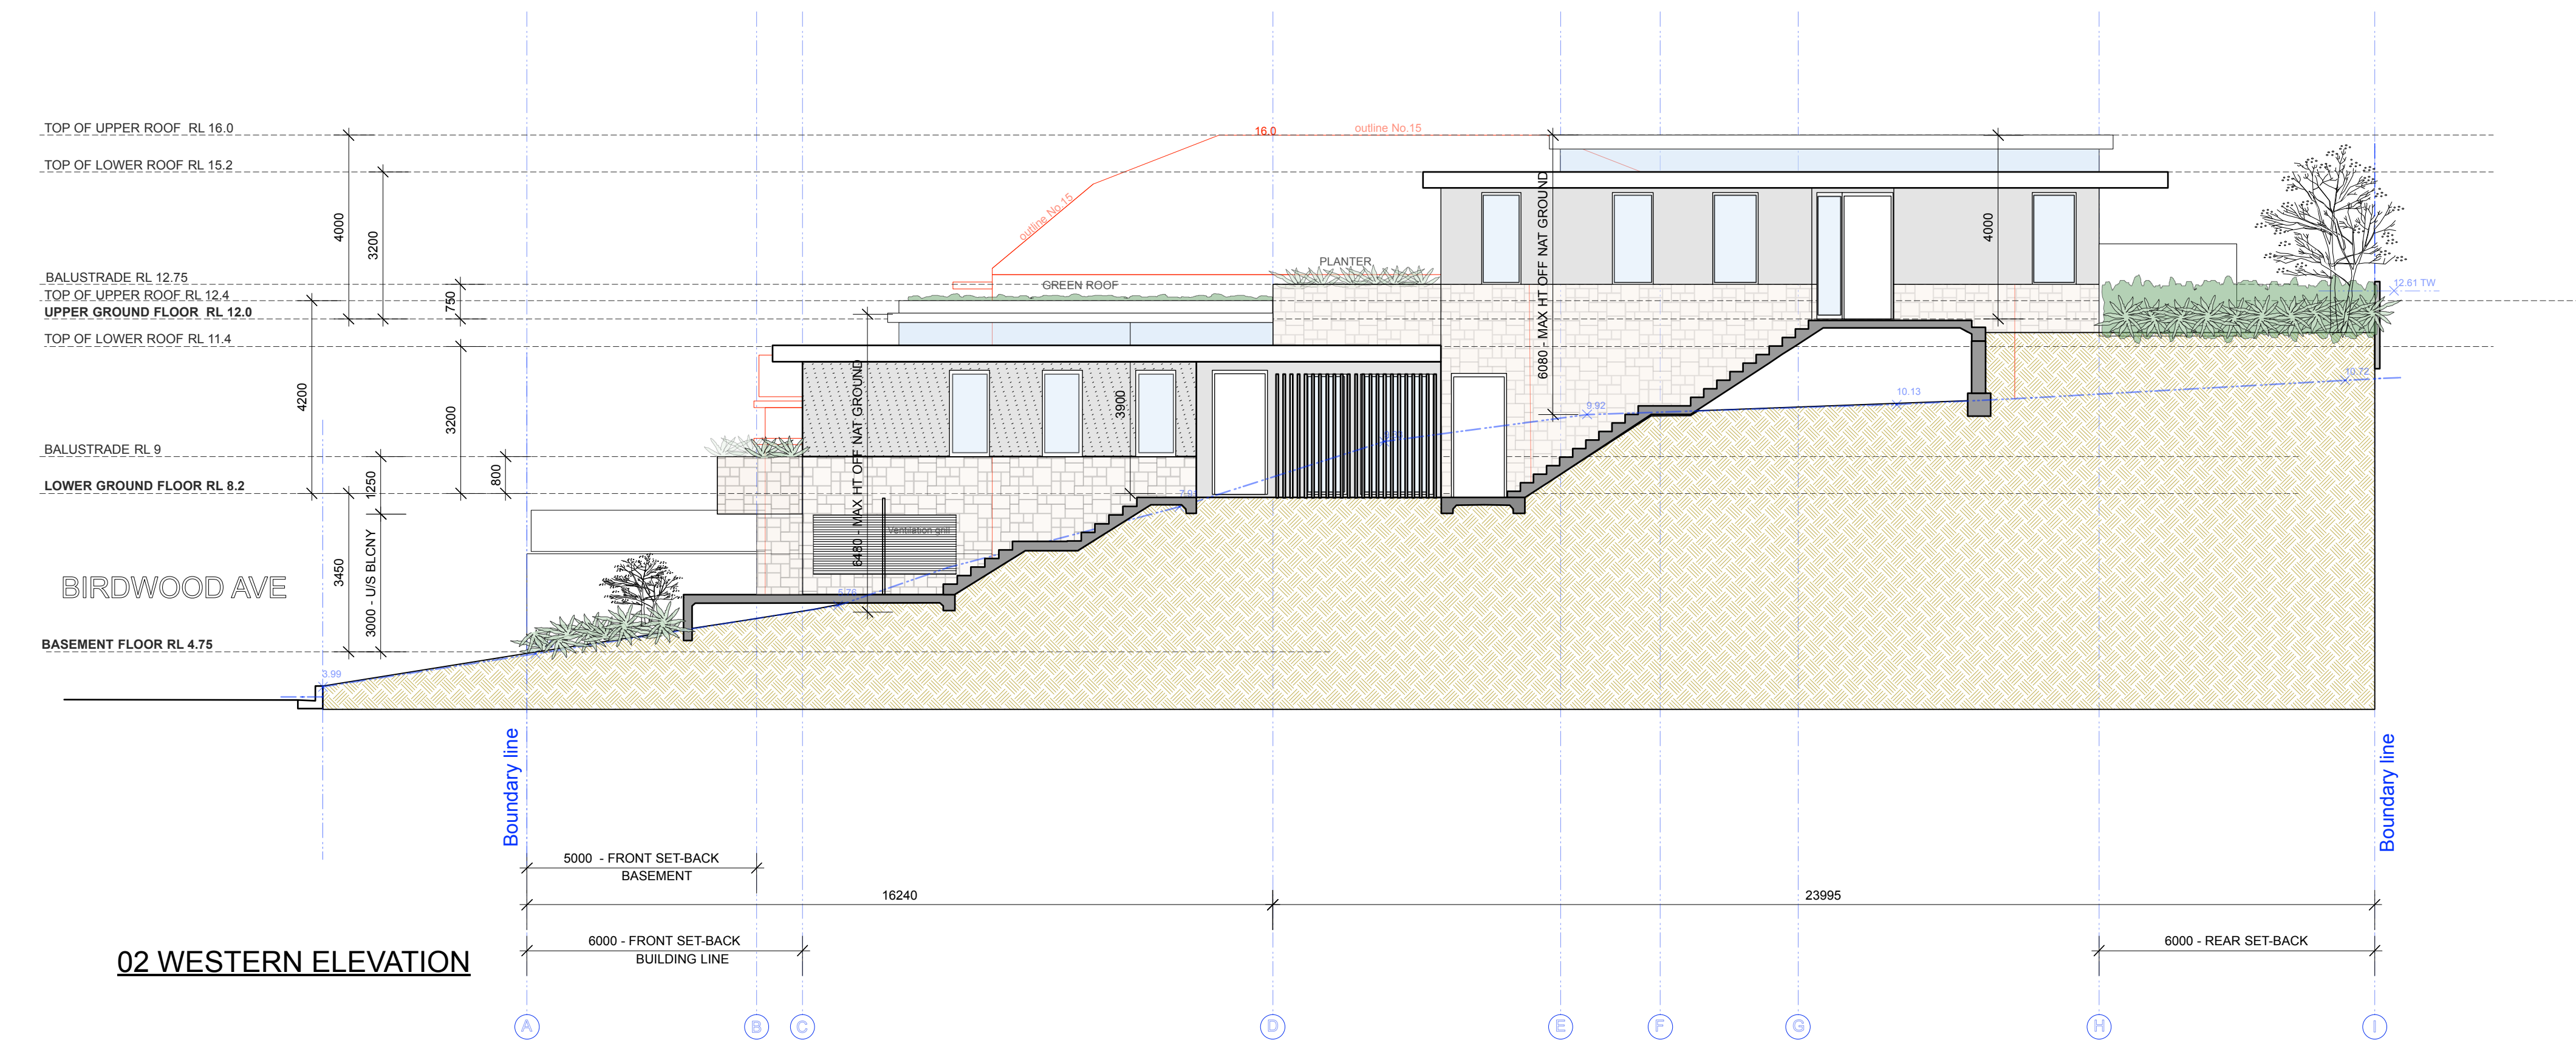 TOP OF UPPER ROOF RL 16.0
16.0
outline No.15
TOP OF LOWER ROOF RL 15.2
4000
3200
outline No.15
6080 - MAX HT OFF NAT GROUND
4000
BALUSTRADE RL 12.75
PLANTER
GREEN ROOF
12.61 TW
TOP OF UPPER ROOF RL 12.4
750
UPPER GROUND FLOOR RL 12.0
TOP OF LOWER ROOF RL 11.4
10.72
4200
3200
3900
9.92
10.13
BALUSTRADE RL 9
1250
800
6480 - MAX HT OFF NAT GROUND
LOWER GROUND FLOOR RL 8.2
Ventilation grill
3450
3000 - U/S BLCNY
BIRDWOOD AVE
5.76
BASEMENT FLOOR RL 4.75
3.99
Boundary line
Boundary line
5000 - FRONT SET-BACK
BASEMENT
16240
23995
6000 - FRONT SET-BACK
BUILDING LINE
6000 - REAR SET-BACK
02 WESTERN ELEVATION
A
B
C
D
E
F
G
H
I